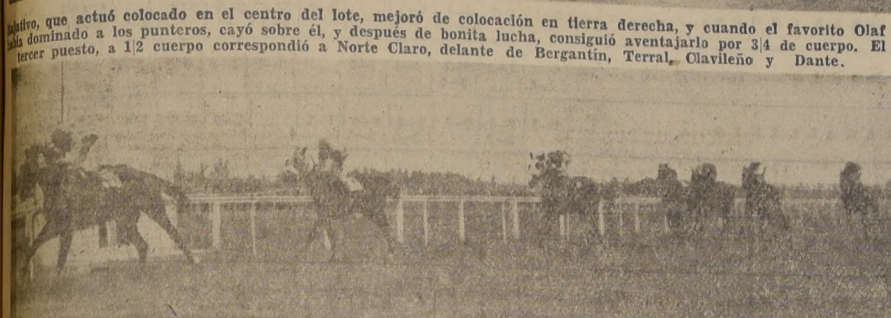 que actuó colocado en el centro del lote, mejoró de colocación en tierra derecha, y cuando el favorito Olaf
dominado a los punteros, cayó sobre él, y después de bonita lucha, consiguió aventajarlo por 3|4 de cuerpo. El
tercer puesto, a 1|2 cuerpo correspondió a Norte Claro, delante de Bergantín, Terral, Olavileño y Dante.